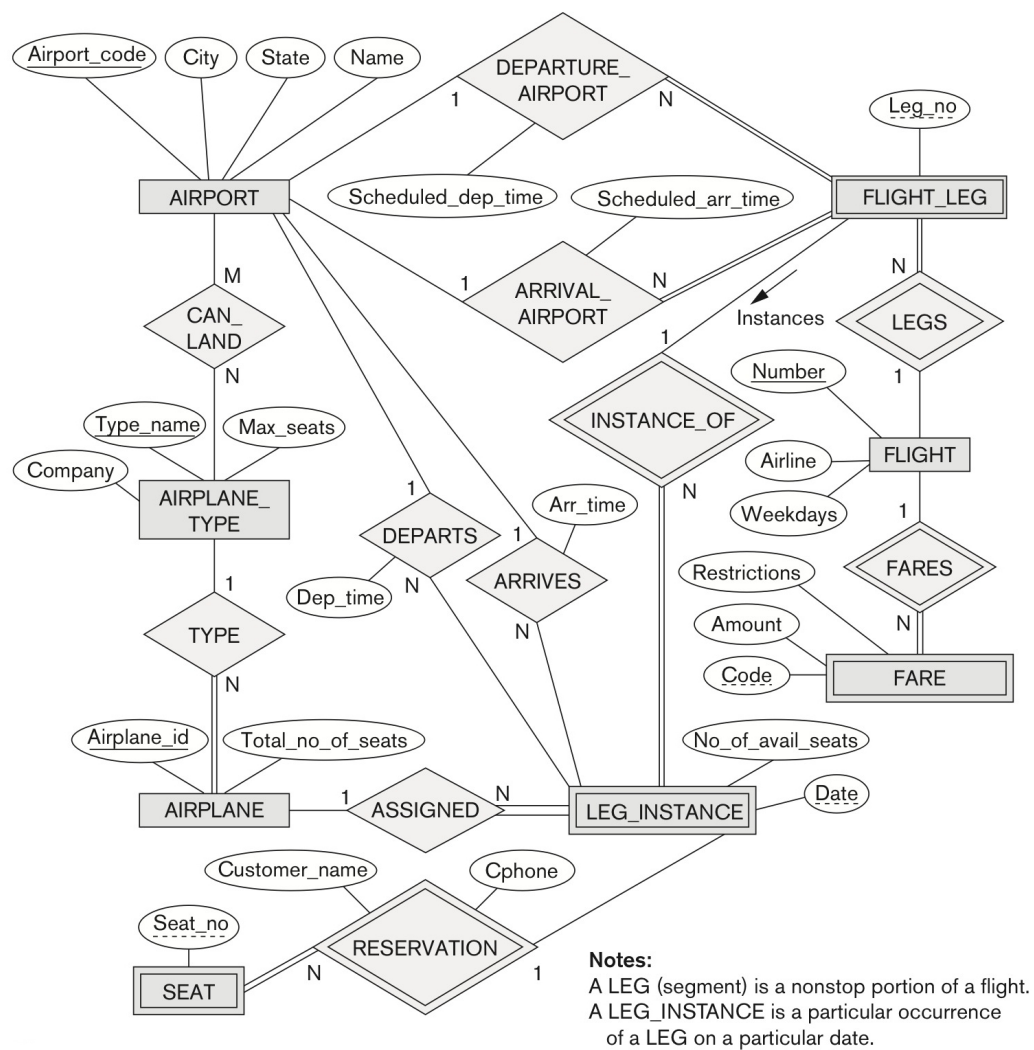 Airport_code
City
State
Name
DEPARTURE_
AIRPORT
1
N
Leg_no
Scheduled_dep_time
Scheduled_arr_time
AIRPORT
FLIGHT_LEG
M
1
N
ARRIVAL_
AIRPORT
Instances
N
LEGS
CAN_
LAND
N
1
1
Number
INSTANCE_OF
Type_name
Max_seats
Company
AIRPLANE_
TYPE
Airline
FLIGHT
Weekdays
N
1
1
DEPARTS
N
Dep_time
Arr_time
1
ARRIVES
N
FARES
N
Restrictions
Amount
Code
FARE
1
TYPE
N
Airplane_id
Total_no_of_seats
No_of_avail_seats
Date
AIRPLANE
1
ASSIGNED
N
LEG_INSTANCE
Customer_name
Cphone
Seat_no
RESERVATION
N
1
SEAT
Notes:
A LEG (segment) is a nonstop portion of a flight.
A LEG_INSTANCE is a particular occurrence
of a LEG on a particular date.